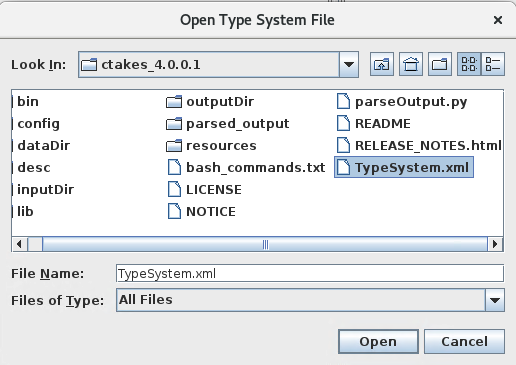 Open Type System File
Look In: ctakes_4.0.0.1
bin outputDir parseOutput.py
config parsed_output README
dataDir resources RELEASE_NOTES.html
desc bash_commands.txt TypeSystem.xml
inputDir LICENSE
lib NOTICE
File Name: TypeSystem.xml
Files of Type: All Files
Open Cancel